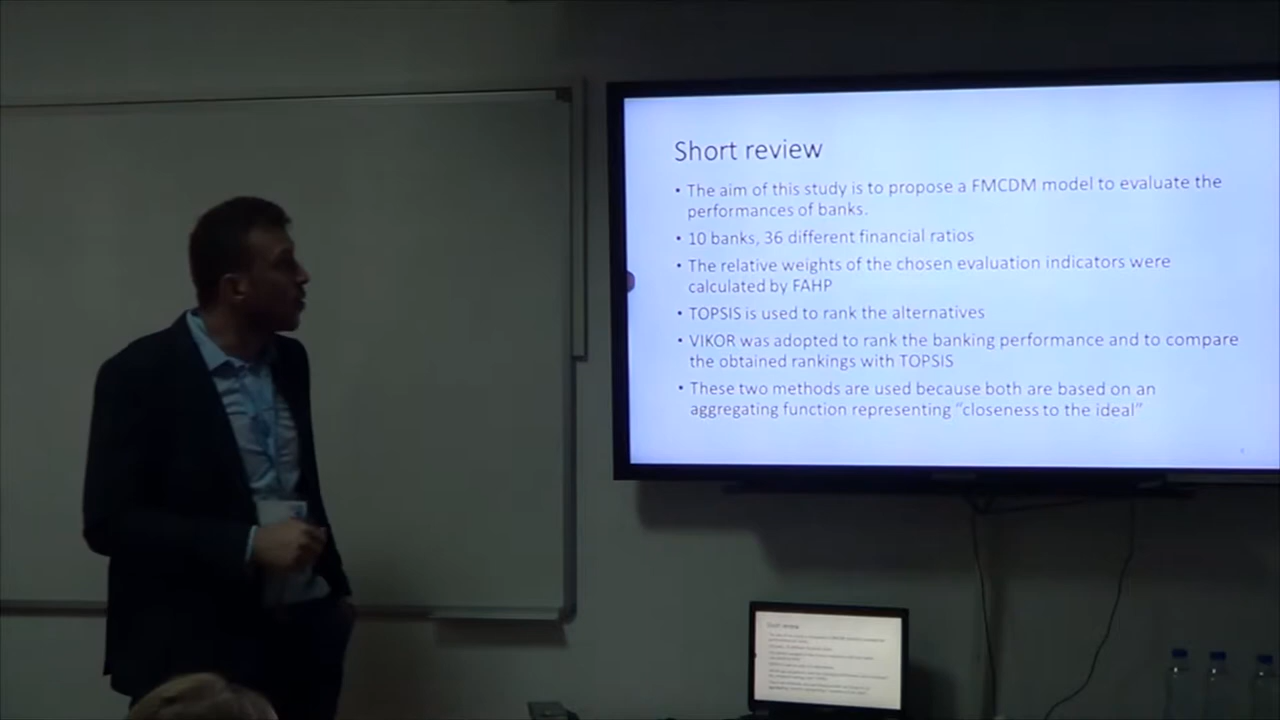 Short review
• The aim of this study is to propose a FMCDM model to evaluate the
performances of banks.
• 10 banks, 36 different financial ratios
• The relative weights of the chosen evaluation indicators were
calculated by FAHP
• TOPSIS is used to rank the alternatives
• VIKOR was adopted to rank the banking performance and to compare
the obtained rankings with TOPSIS
• These two methods are used because both are based on an
aggregating function representing “closeness to the ideal”
Short review